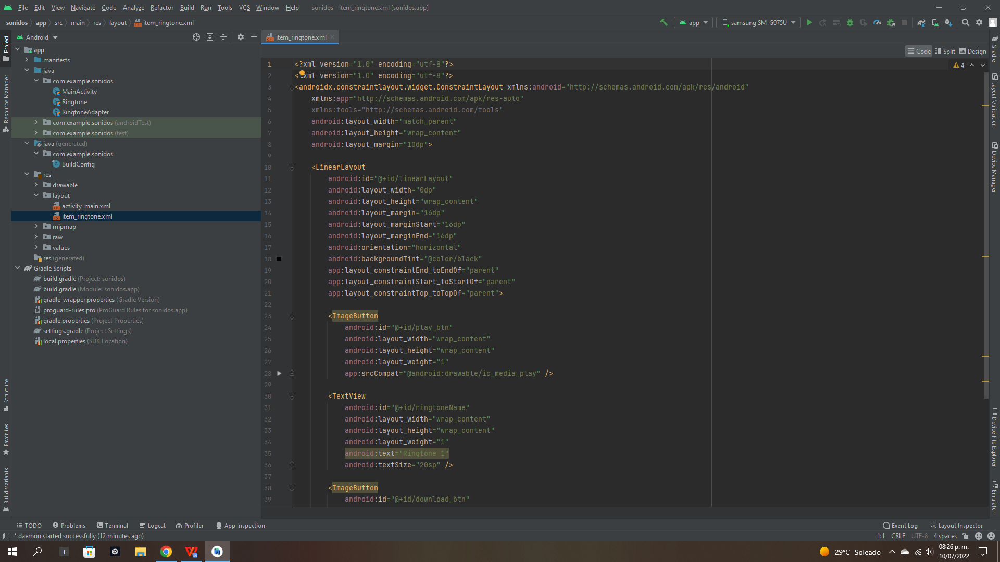 File Edit View Navigate Code Analyze Refactor Build Run Tools VCS Window Help sonidos - item_ringtone.xml [sonidos.app]
sonidos app src main res layout item_ringtone.xml
app samsung SM-G975U
Android
item_ringtone.xml
Code Split Design
Project
Resource Manager
Structure
Favorites
Build Variants
app
manifests
java
com.example.sonidos
MainActivity
Ringtone
RingtoneAdapter
com.example.sonidos (androidTest)
com.example.sonidos (test)
java (generated)
com.example.sonidos
BuildConfig
res
drawable
layout
activity_main.xml
item_ringtone.xml
mipmap
raw
values
res (generated)
Gradle Scripts
build.gradle (Project: sonidos)
build.gradle (Module: sonidos.app)
gradle-wrapper.properties (Gradle Version)
proguard-rules.pro (ProGuard Rules for sonidos.app)
gradle.properties (Project Properties)
settings.gradle (Project Settings)
local.properties (SDK Location)
4
1 <?xml version="1.0" encoding="utf-8"?>
2 <?xml version="1.0" encoding="utf-8"?>
3 <androidx.constraintlayout.widget.ConstraintLayout xmlns:android="http://schemas.android.com/apk/res/android"
4 xmlns:app="http://schemas.android.com/apk/res-auto"
5 xmlns:tools="http://schemas.android.com/tools"
6 android:layout_width="match_parent"
7 android:layout_height="wrap_content"
8 android:layout_margin="10dp">
9
10 <LinearLayout
11 android:id="@+id/linearLayout"
12 android:layout_width="0dp"
13 android:layout_height="wrap_content"
14 android:layout_margin="16dp"
15 android:layout_marginStart="16dp"
16 android:layout_marginEnd="16dp"
17 android:orientation="horizontal"
18 android:backgroundTint="@color/black"
19 app:layout_constraintEnd_toEndOf="parent"
20 app:layout_constraintStart_toStartOf="parent"
21 app:layout_constraintTop_toTopOf="parent">
22
23 <ImageButton
24 android:id="@+id/play_btn"
25 android:layout_width="wrap_content"
26 android:layout_height="wrap_content"
27 android:layout_weight="1"
28 app:srcCompat="@android:drawable/ic_media_play" />
29
30 <TextView
31 android:id="@+id/ringtoneName"
32 android:layout_width="wrap_content"
33 android:layout_height="wrap_content"
34 android:layout_weight="1"
35 android:text="Ringtone 1"
36 android:textSize="20sp" />
37
38 <ImageButton
39 android:id="@+id/download_btn"
Gradle
Layout Validation
Device Manager
Device File Explorer
Emulator
TODO Problems Terminal Logcat Profiler App Inspection Event Log Layout Inspector
* daemon started successfully (12 minutes ago) 1:1 CRLF UTF-8 4 spaces
29°C Soleado
08:26 p. m.
10/07/2022